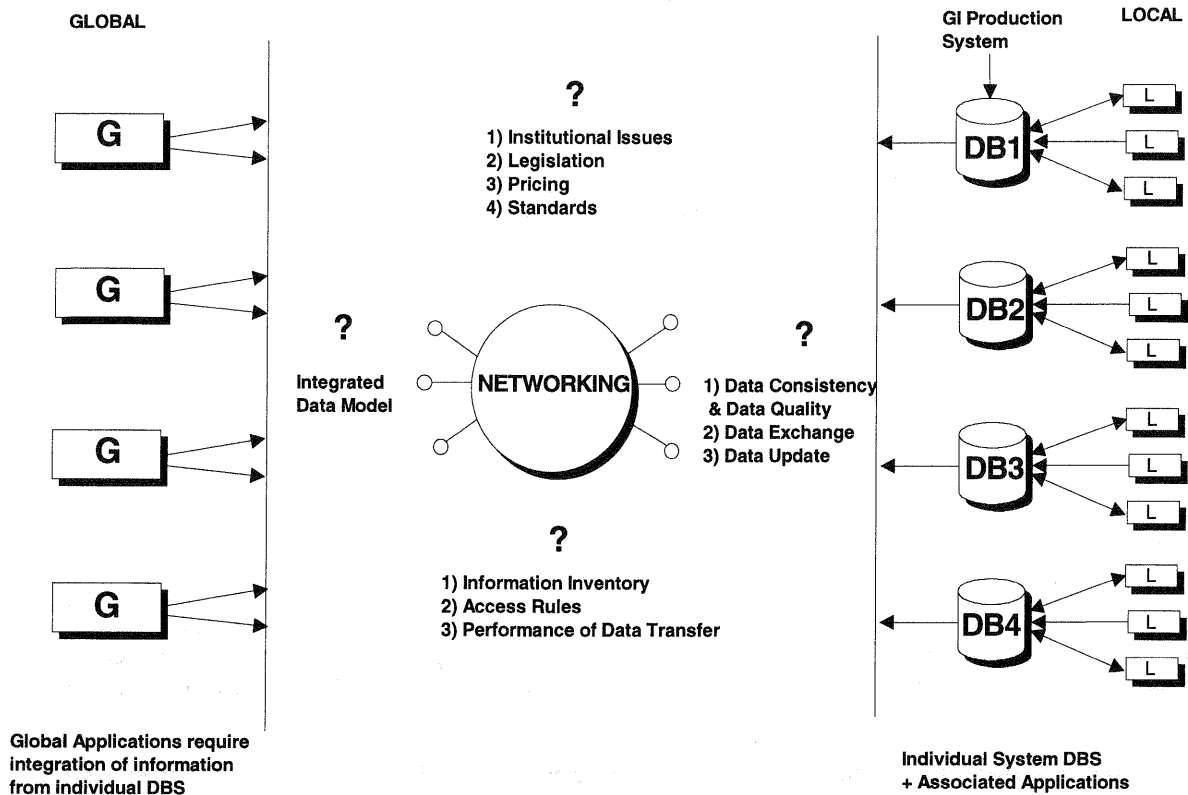 GLOBAL
GI Production
System
LOCAL
G
G
G
G
?
1) Institutional Issues
2) Legislation
3) Pricing
4) Standards
?
Integrated
Data Model
NETWORKING
?
1) Data Consistency
& Data Quality
2) Data Exchange
3) Data Update
?
1) Information Inventory
2) Access Rules
3) Performance of Data Transfer
DB1
L
L
L
DB2
L
L
L
DB3
L
L
L
DB4
L
L
L
Global Applications require
integration of information
from individual DBS
Individual System DBS
+ Associated Applications